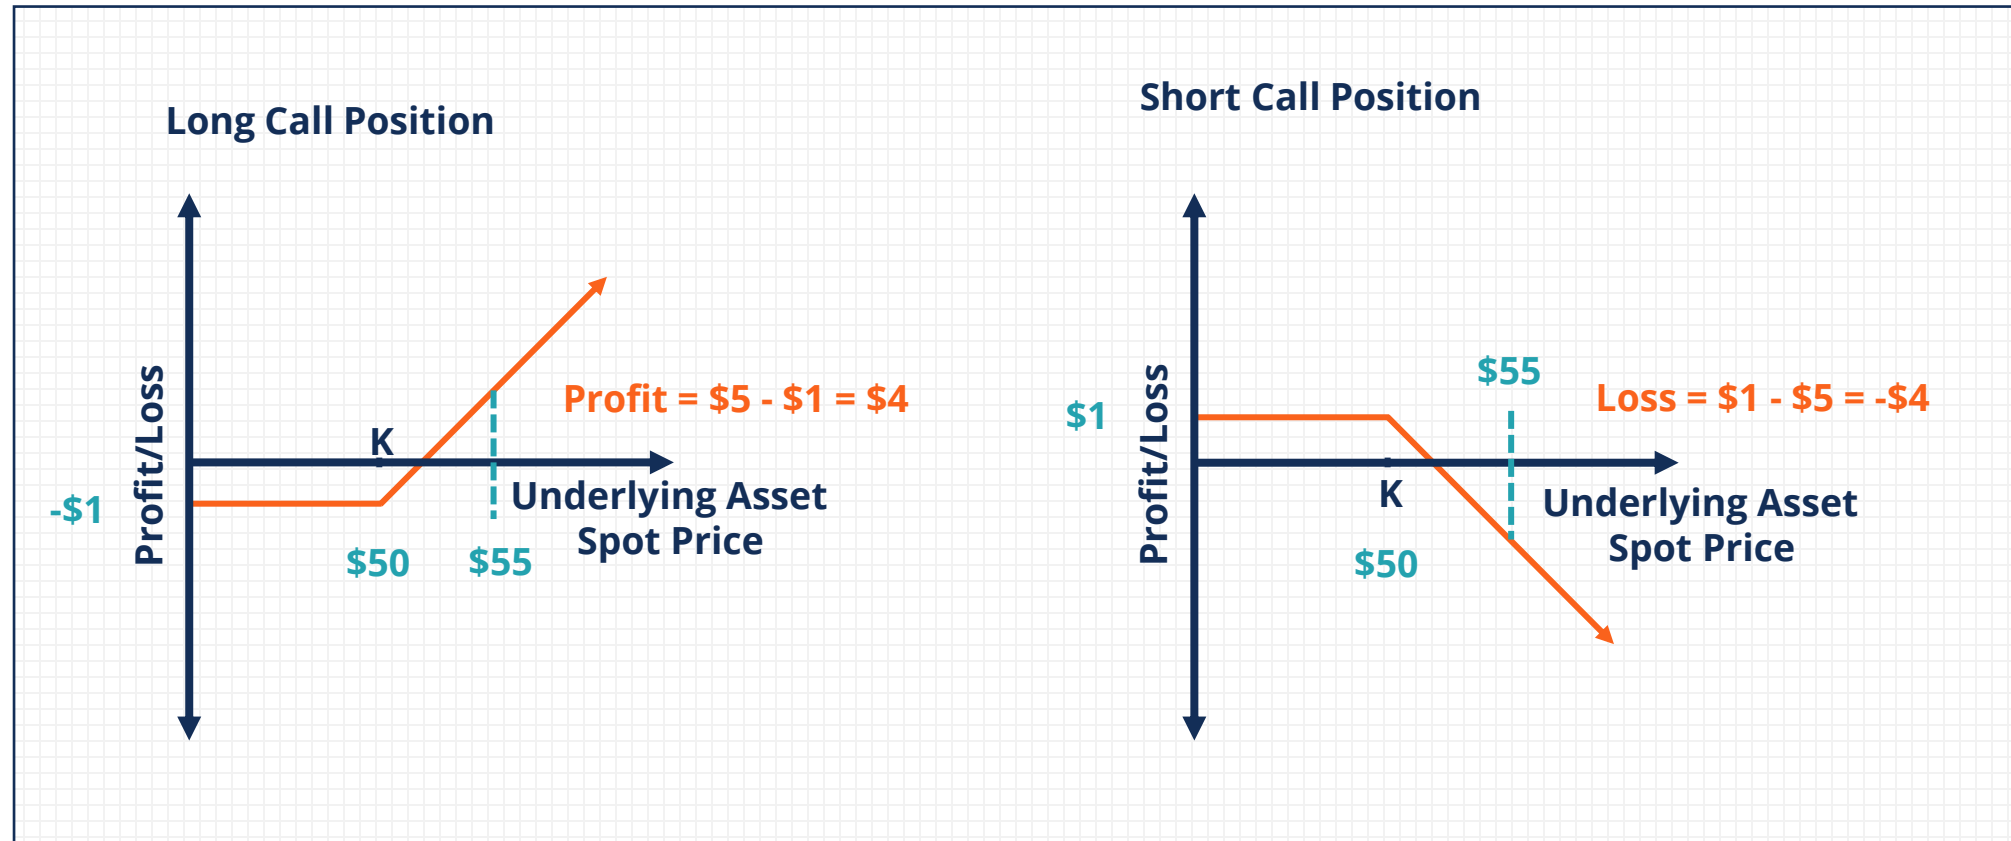 Long Call Position
Profit/Loss
-$1
K
$50
$55
Profit = $5 - $1 = $4
Underlying Asset
Spot Price
Short Call Position
Profit/Loss
$1
K
$50
$55
Loss = $1 - $5 = -$4
Underlying Asset
Spot Price